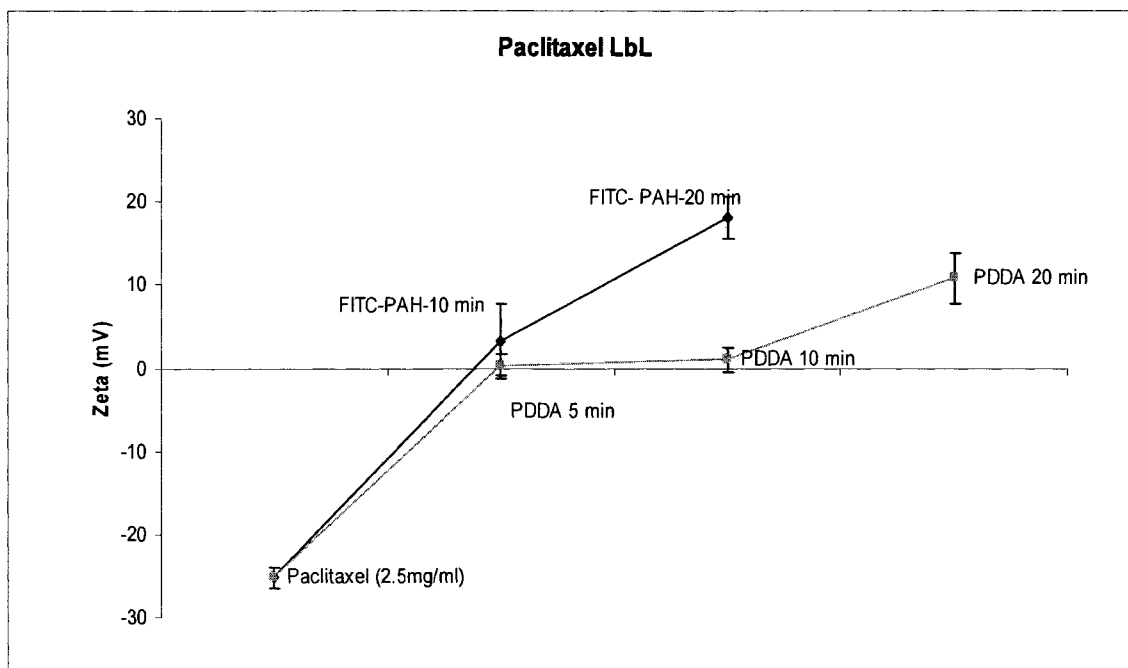 Paclitaxel LbL
30
20
10
0
-10
-20
-30
Zeta (mV)
FITC- PAH-20 min
FITC-PAH-10 min
PDDA 20 min
PDDA 10 min
PDDA 5 min
Paclitaxel (2.5mg/ml)